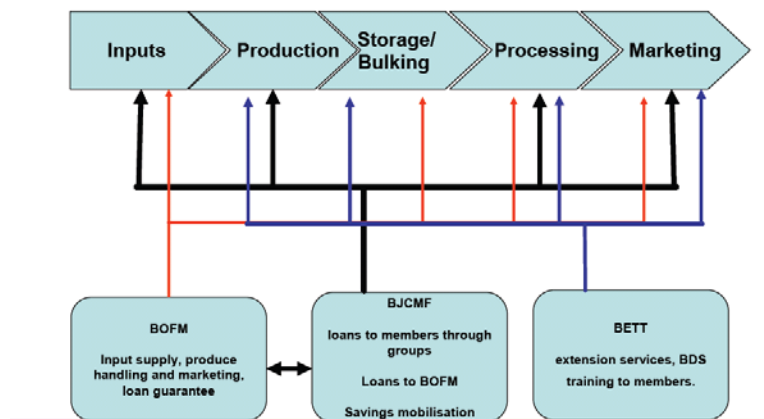 Inputs
Production
Storage/
Bulking
Processing
Marketing
BOFM
Input supply, produce
handling and marketing,
loan guarantee
BJCMF
loans to members through
groups
Loans to BOFM
Savings mobilisation
BETT
extension services, BDS
training to members.